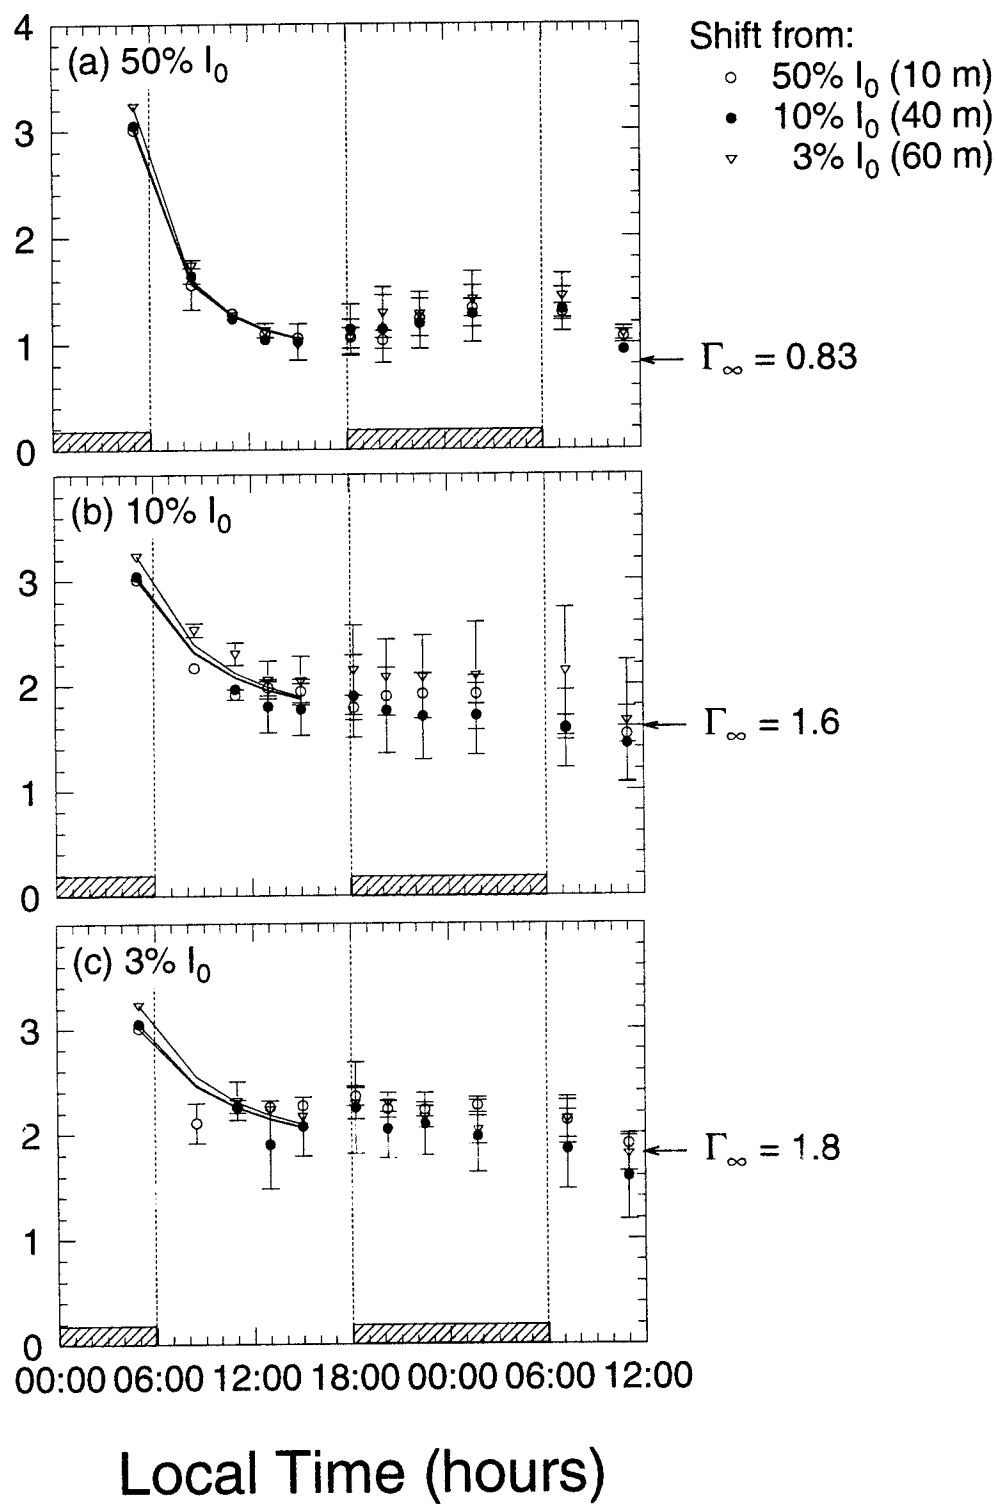 4
(a) 50% I₀
3
2
1
0
Γ∞ = 0.83
Shift from:
50% I₀ (10 m)
10% I₀ (40 m)
3% I₀ (60 m)
(b) 10% I₀
3
2
1
0
Γ∞ = 1.6
(c) 3% I₀
3
2
1
0
Γ∞ = 1.8
00:00 06:00 12:00 18:00 00:00 06:00 12:00
Local Time (hours)